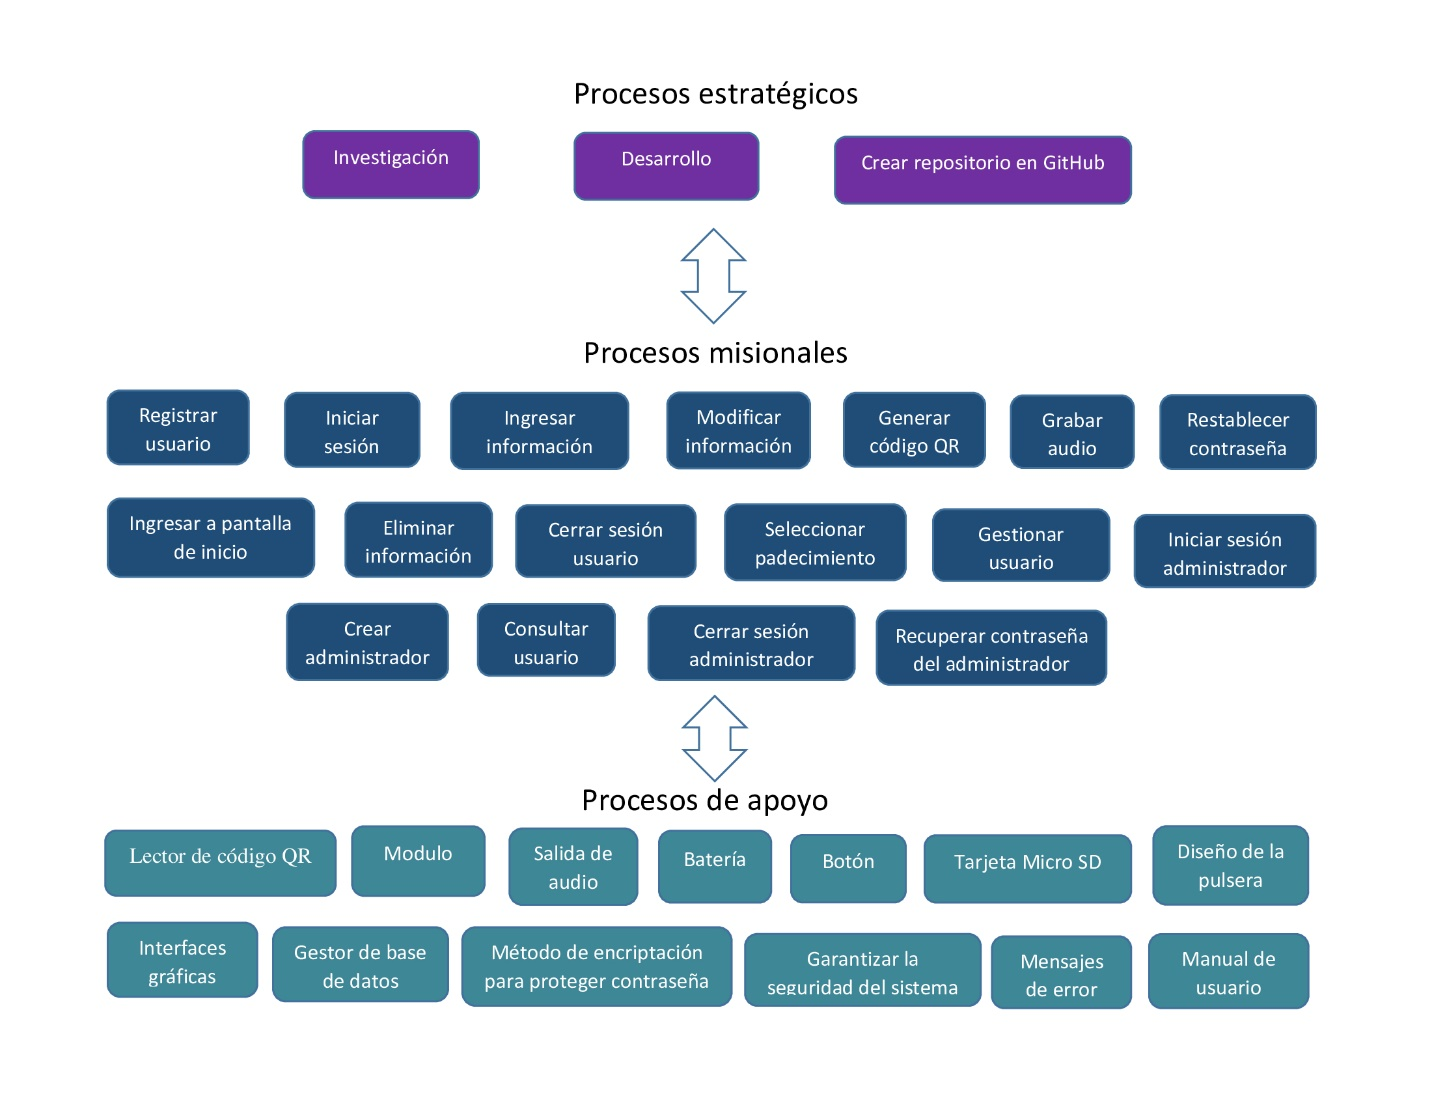 Procesos estratégicos
Investigación
Desarrollo
Crear repositorio en GitHub
Procesos misionales
Registrar
usuario
Iniciar
sesión
Ingresar
información
Modificar
información
Generar
código QR
Grabar
audio
Restablecer
contraseña
Ingresar a pantalla
de inicio
Eliminar
información
Cerrar sesión
usuario
Seleccionar
padecimiento
Gestionar
usuario
Iniciar sesión
administrador
Crear
administrador
Consultar
usuario
Cerrar sesión
administrador
Recuperar contraseña
del administrador
Procesos de apoyo
Lector de código QR
Modulo
Salida de
audio
Batería
Botón
Tarjeta Micro SD
Diseño de la
pulsera
Interfaces
gráficas
Gestor de base
de datos
Método de encriptación
para proteger contraseña
Garantizar la
seguridad del sistema
Mensajes
de error
Manual de
usuario